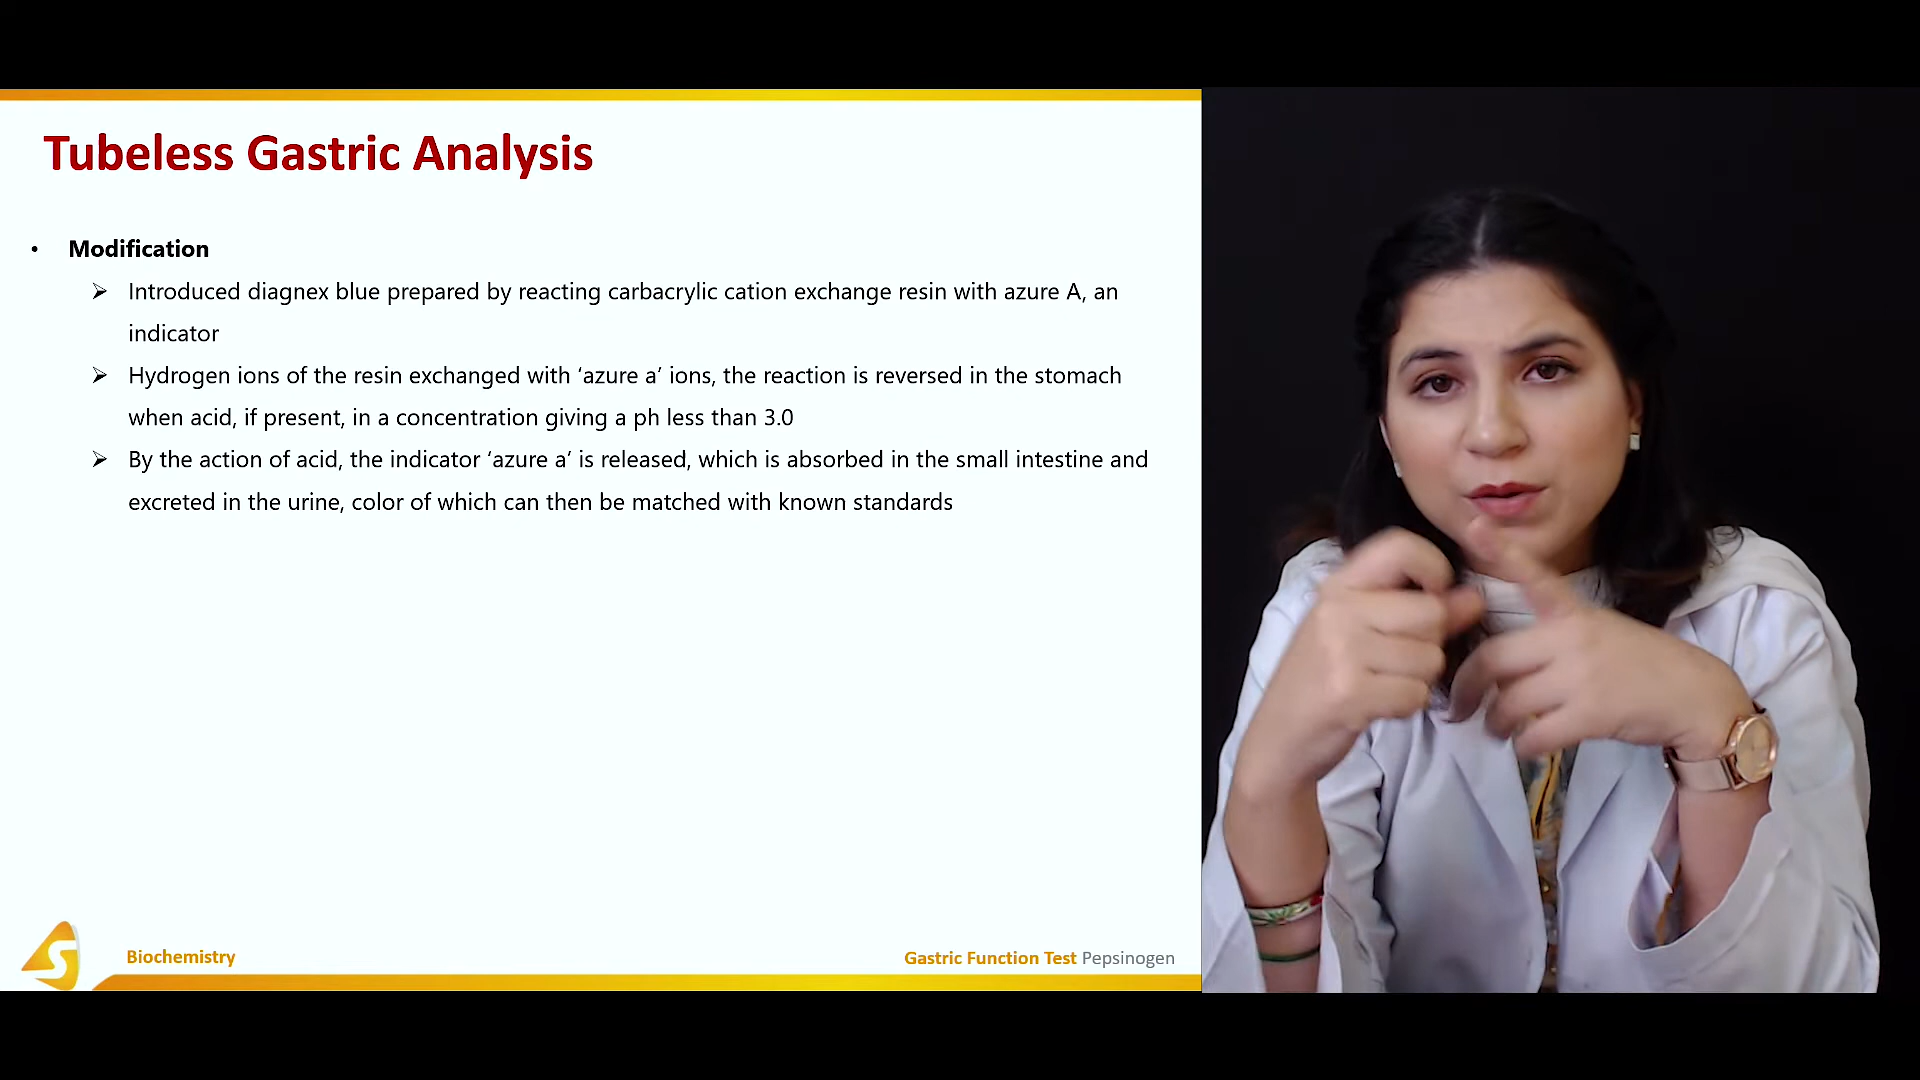 Tubeless Gastric Analysis
• Modification
➢ Introduced diagnex blue prepared by reacting carbacrylic cation exchange resin with azure A, an
indicator
➢ Hydrogen ions of the resin exchanged with ‘azure a’ ions, the reaction is reversed in the stomach
when acid, if present, in a concentration giving a ph less than 3.0
➢ By the action of acid, the indicator ‘azure a’ is released, which is absorbed in the small intestine and
excreted in the urine, color of which can then be matched with known standards
S
Biochemistry
Gastric Function Test Pepsinogen